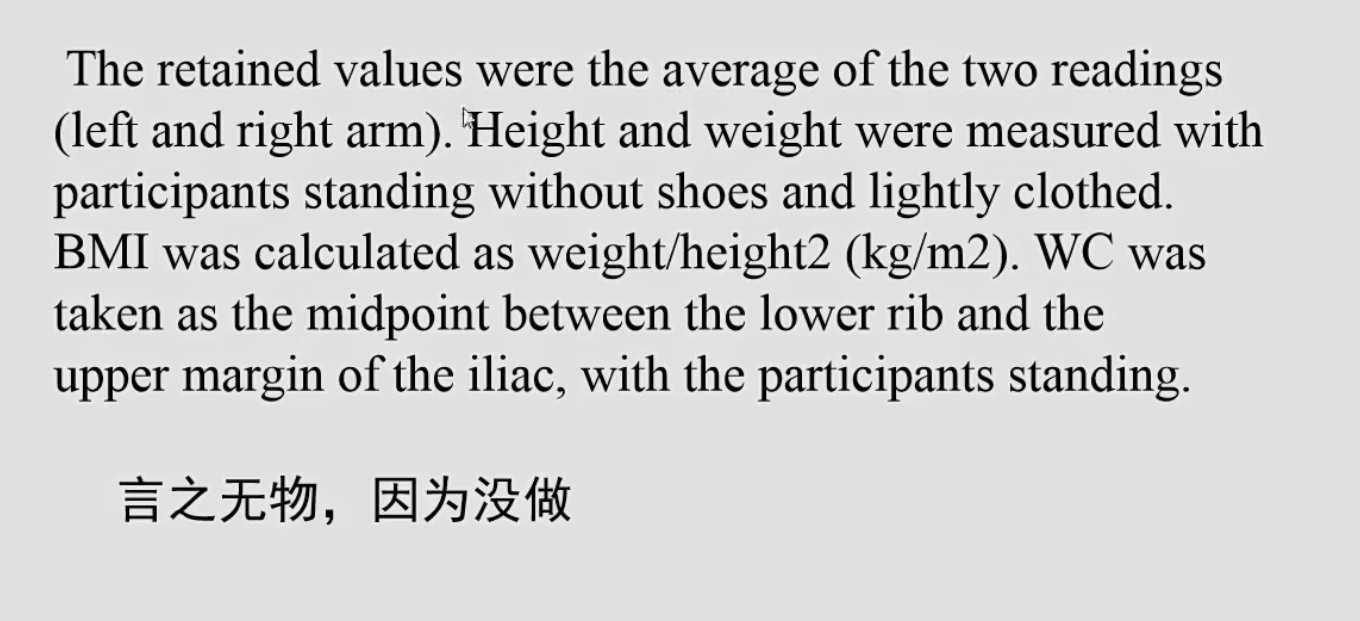 The retained values were the average of the two readings
(left and right arm). Height and weight were measured with
participants standing without shoes and lightly clothed.
BMI was calculated as weight/height2 (kg/m2). WC was
taken as the midpoint between the lower rib and the
upper margin of the iliac, with the participants standing.
言之无物，因为没做